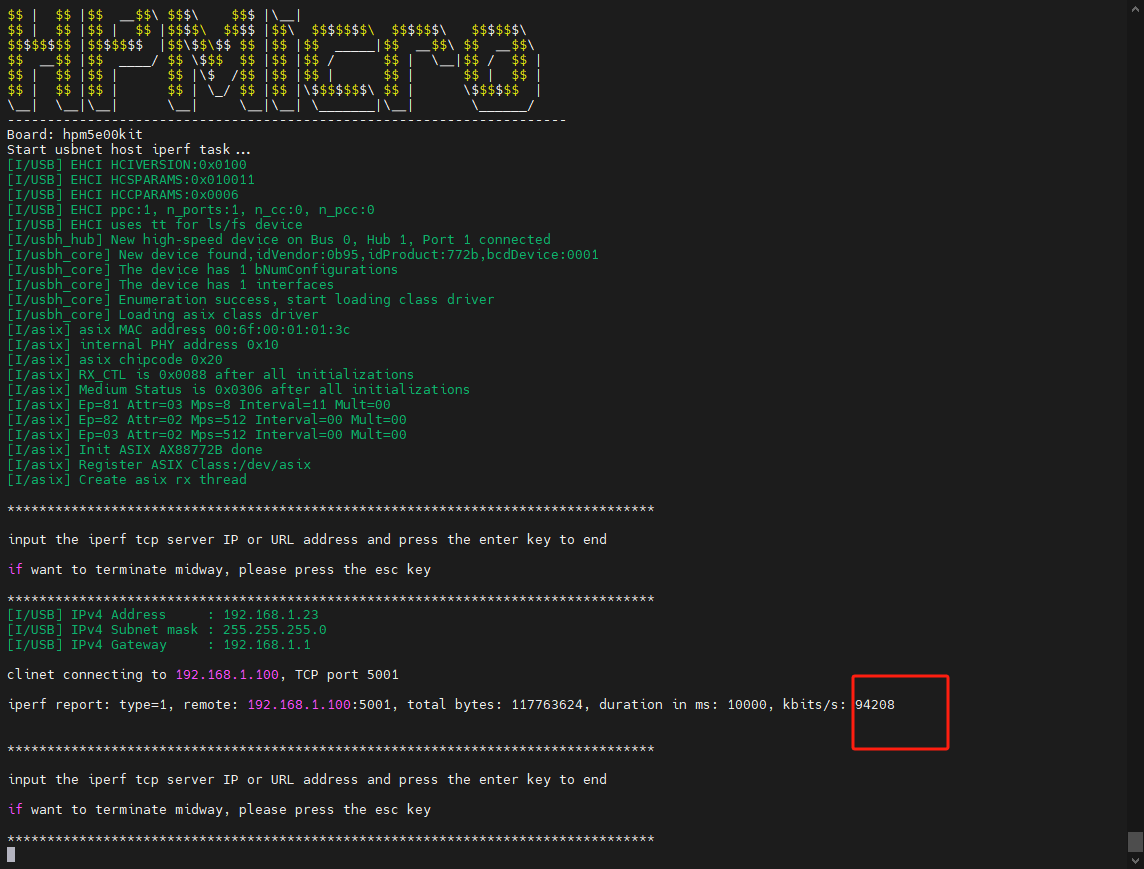 $$ |  $$ |$$  __$$\ $$$\    $$$ |\__|
$$ |  $$ |$$ |  $$ |$$$$\  $$$$ |$$\  $$$$$$$\  $$$$$$\   $$$$$$\
$$$$$$$$ |$$$$$$$  |$$\$$\$$ $$ |$$ |$$  _____|$$  __$$\ $$  __$$\
$$  __$$ |$$  ____/ $$ \$$$  $$ |$$ |$$ /      $$ |  \__|$$ /  $$ |
$$ |  $$ |$$ |      $$ |\$  /$$ |$$ |$$ |      $$ |      $$ |  $$ |
$$ |  $$ |$$ |      $$ | \_/ $$ |$$ |\$$$$$$$\ $$ |      \$$$$$$  |
\__|  \__|\__|      \__|     \__|\__| \_______|\__|       \______/
----------------------------------------------------------------------
Board: hpm5e00kit
Start usbnet host iperf task...
[I/USB] EHCI HCIVERSION:0x0100
[I/USB] EHCI HCSPARAMS:0x010011
[I/USB] EHCI HCCPARAMS:0x0006
[I/USB] EHCI ppc:1, n_ports:1, n_cc:0, n_pcc:0
[I/USB] EHCI uses tt for ls/fs device
[I/usbh_hub] New high-speed device on Bus 0, Hub 1, Port 1 connected
[I/usbh_core] New device found,idVendor:0b95,idProduct:772b,bcdDevice:0001
[I/usbh_core] The device has 1 bNumConfigurations
[I/usbh_core] The device has 1 interfaces
[I/usbh_core] Enumeration success, start loading class driver
[I/usbh_core] Loading asix class driver
[I/asix] asix MAC address 00:6f:00:01:01:3c
[I/asix] internal PHY address 0x10
[I/asix] asix chipcode 0x20
[I/asix] RX_CTL is 0x0088 after all initializations
[I/asix] Medium Status is 0x0306 after all initializations
[I/asix] Ep=81 Attr=03 Mps=8 Interval=11 Mult=00
[I/asix] Ep=82 Attr=02 Mps=512 Interval=00 Mult=00
[I/asix] Ep=03 Attr=02 Mps=512 Interval=00 Mult=00
[I/asix] Init ASIX AX88772B done
[I/asix] Register ASIX Class:/dev/asix
[I/asix] Create asix rx thread
*********************************************************************************
input the iperf tcp server IP or URL address and press the enter key to end
if want to terminate midway, please press the esc key
*********************************************************************************
[I/USB] IPv4 Address     : 192.168.1.23
[I/USB] IPv4 Subnet mask : 255.255.255.0
[I/USB] IPv4 Gateway     : 192.168.1.1
clinet connecting to 192.168.1.100, TCP port 5001
iperf report: type=1, remote: 192.168.1.100:5001, total bytes: 117763624, duration in ms: 10000, kbits/s: 94208
*********************************************************************************
input the iperf tcp server IP or URL address and press the enter key to end
if want to terminate midway, please press the esc key
*********************************************************************************